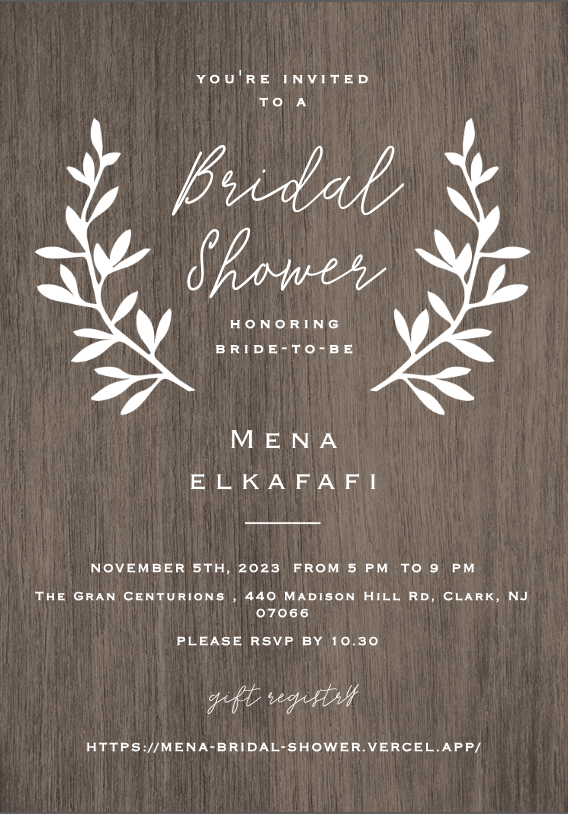 YOU'RE INVITED
TO A
Bridal
Shower
HONORING
BRIDE-TO-BE
MENA
ELKAFAFI
NOVEMBER 5TH, 2023 FROM 5 PM TO 9 PM
The Gran Centurions , 440 Madison Hill Rd, Clark, NJ
07066
PLEASE RSVP BY 10.30
gift registry
HTTPS://MENA-BRIDAL-SHOWER.VERCEL.APP/